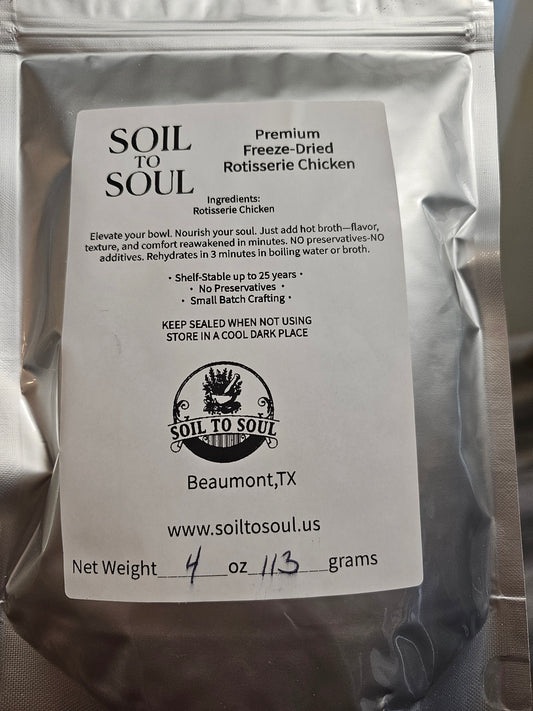 SOIL
TO
SOUL
Premium
Freeze-Dried
Rotisserie Chicken
Ingredients:
Rotisserie Chicken
Elevate your bowl. Nourish your soul. Just add hot broth—flavor,
texture, and comfort reawakened in minutes. NO preservatives-NO
additives. Rehydrates in 3 minutes in boiling water or broth.
• Shelf-Stable up to 25 years •
• No Preservatives •
• Small Batch Crafting •
KEEP SEALED WHEN NOT USING
STORE IN A COOL DARK PLACE
SOIL TO SOUL
Beaumont,TX
www.soiltosoul.us
Net Weight 4 oz 113 grams